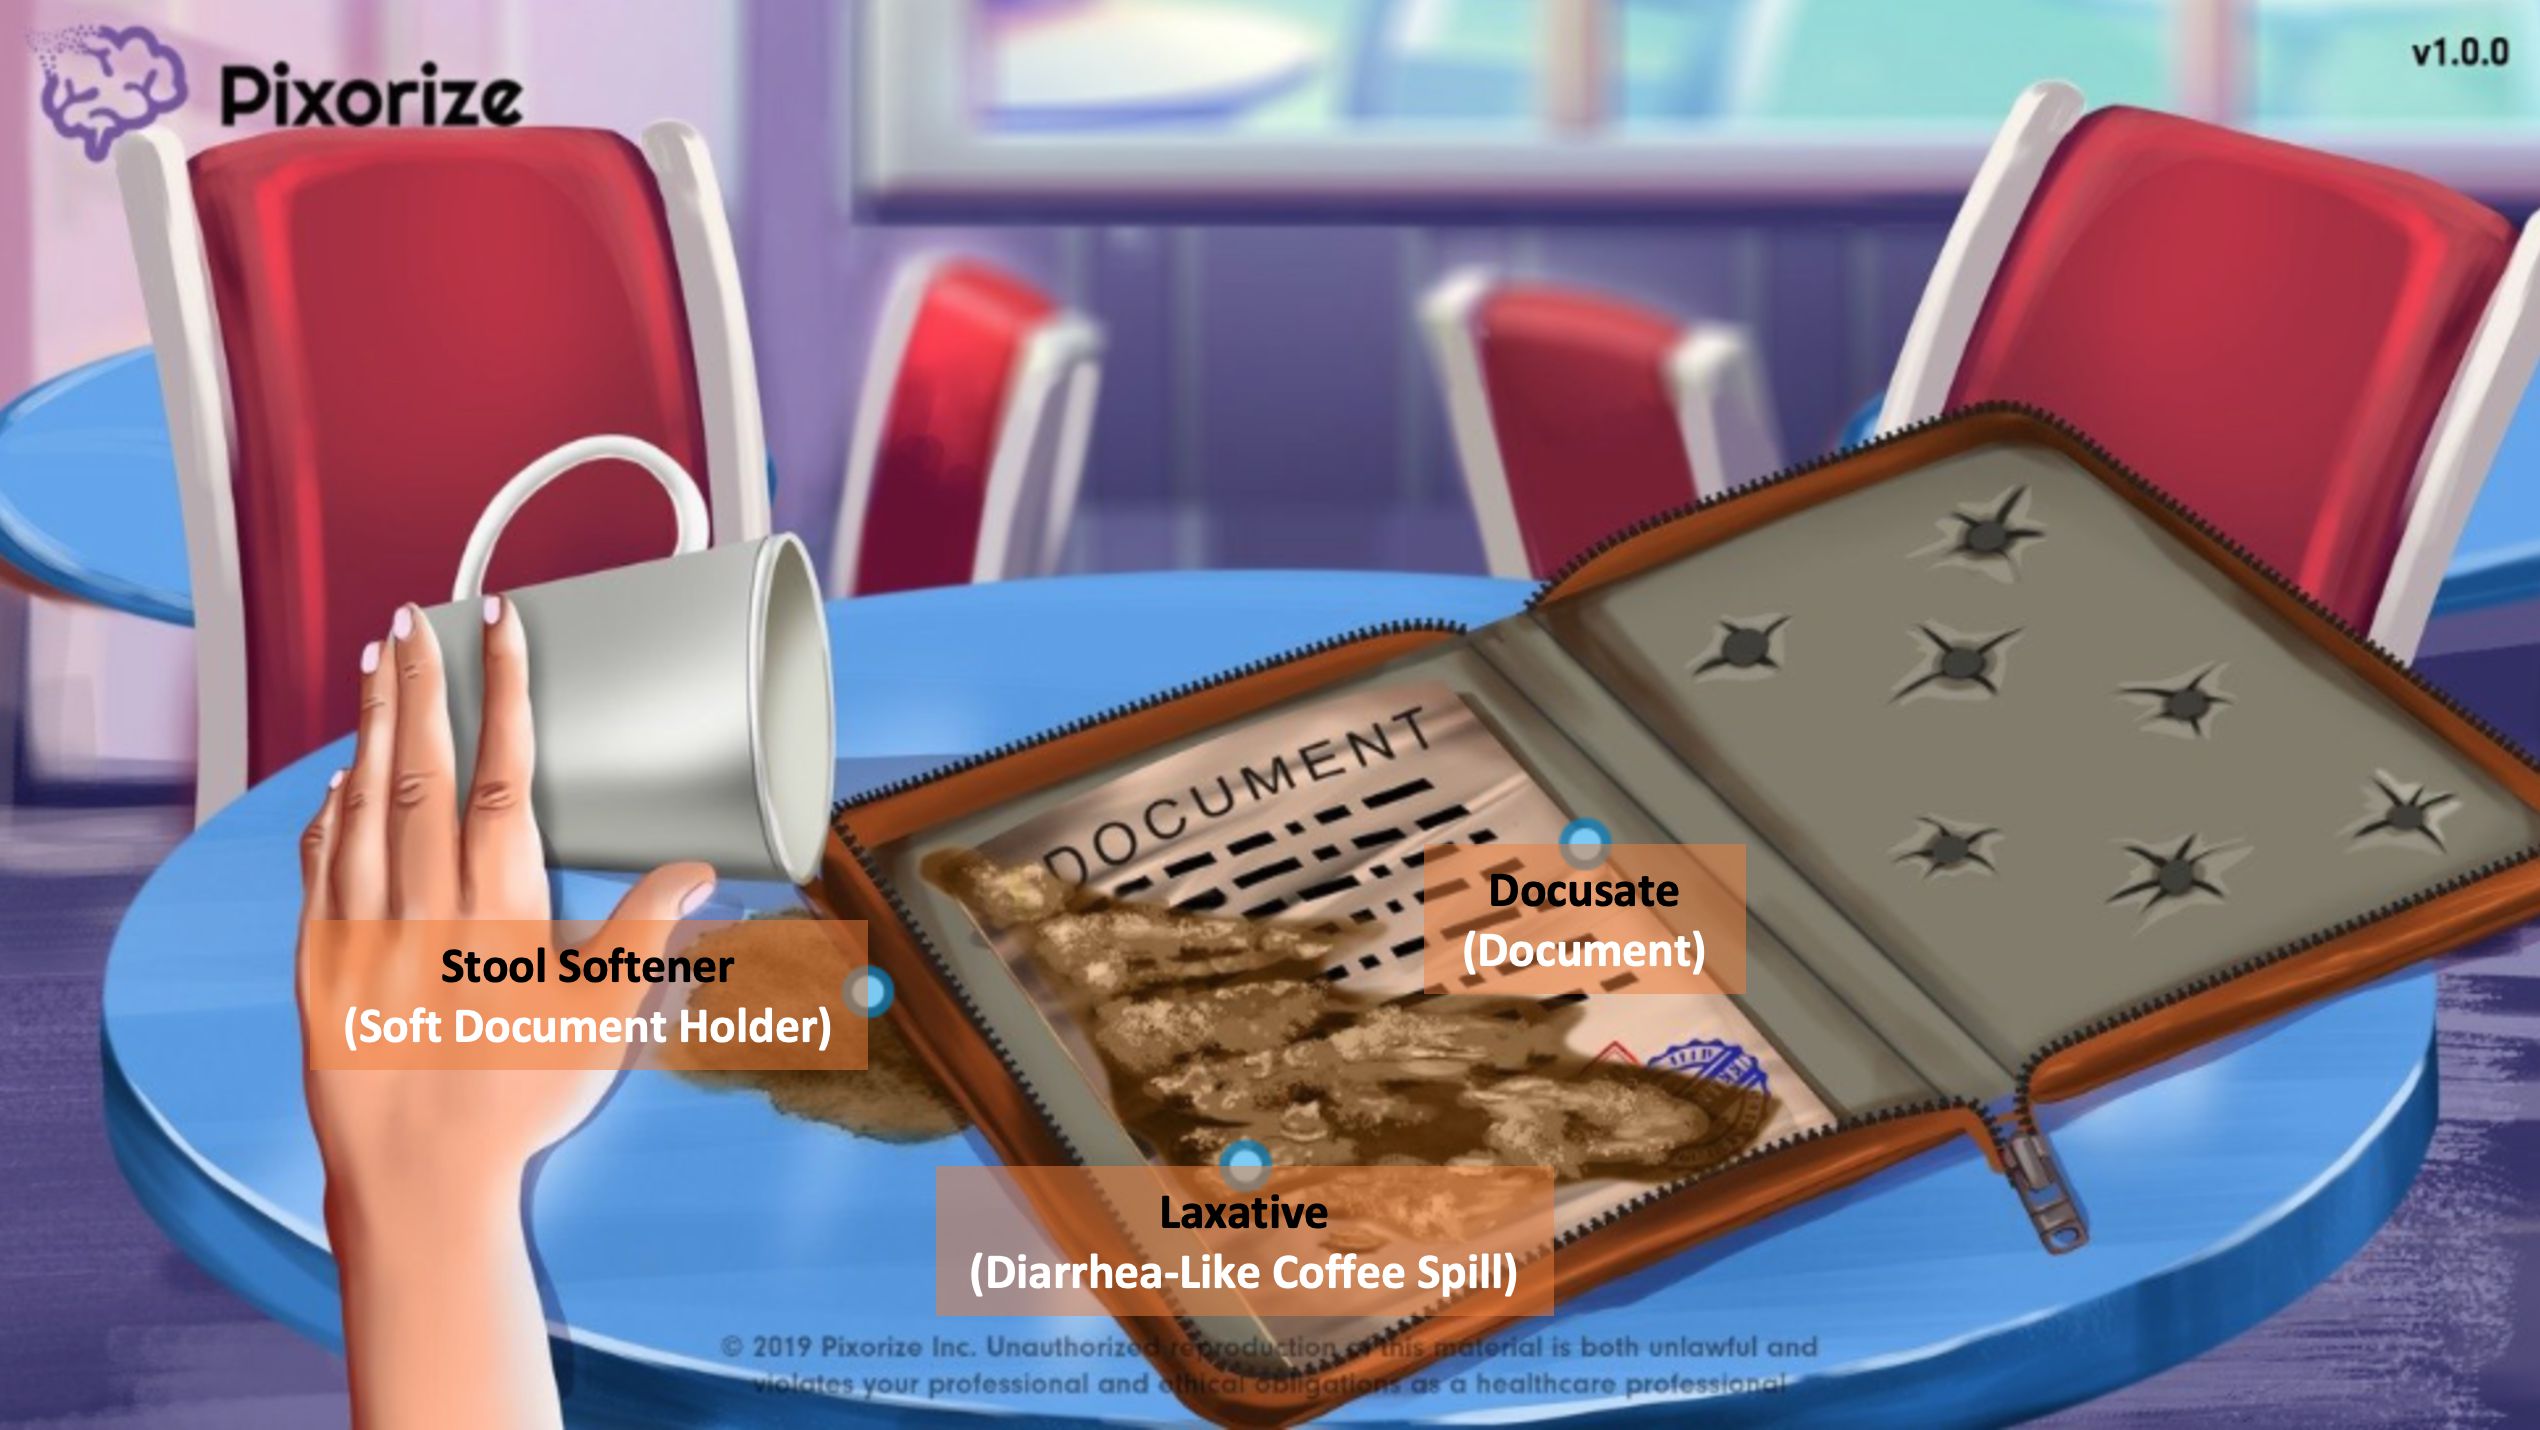 Pixorize
v1.0.0
DOCUMENT
Docusate
(Document)
Stool Softener
(Soft Document Holder)
Laxative
(Diarrhea-Like Coffee Spill)
© 2019 Pixorize Inc. Unauthorized reproduction of this material is both unlawful and
violates your professional and ethical obligations as a healthcare professional